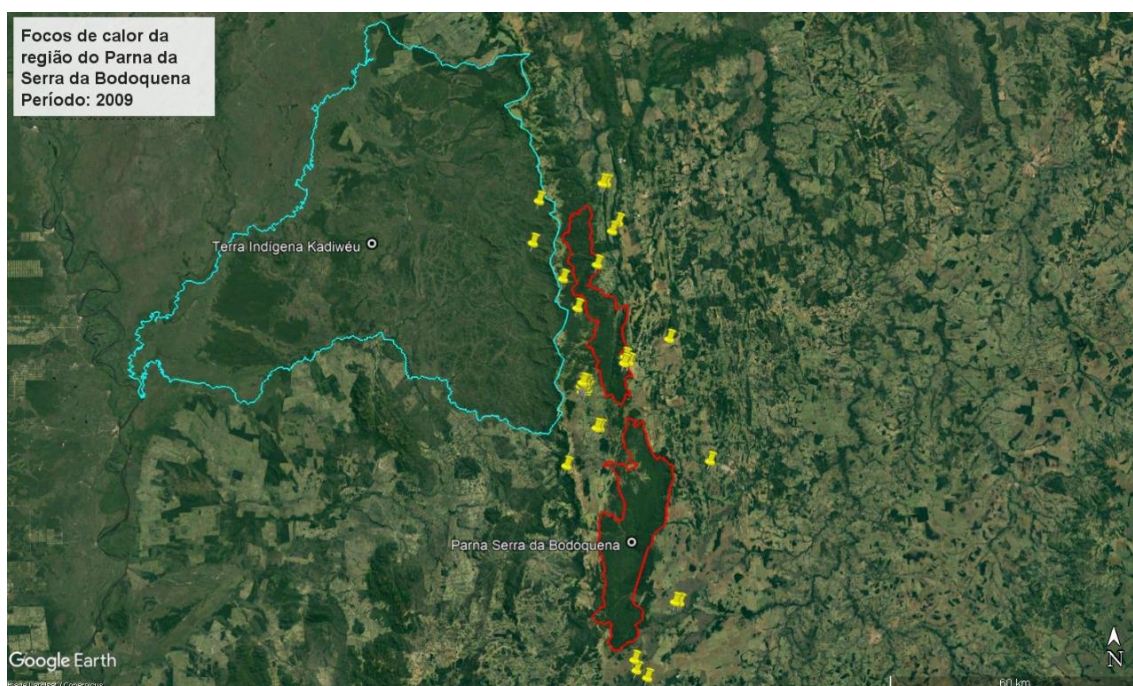 Focos de calor da
região do Parna da
Serra da Bodoquena
Período: 2009
Terra Indígena Kadiwéu
Parna Serra da Bodoquena
Google Earth
N
60 km